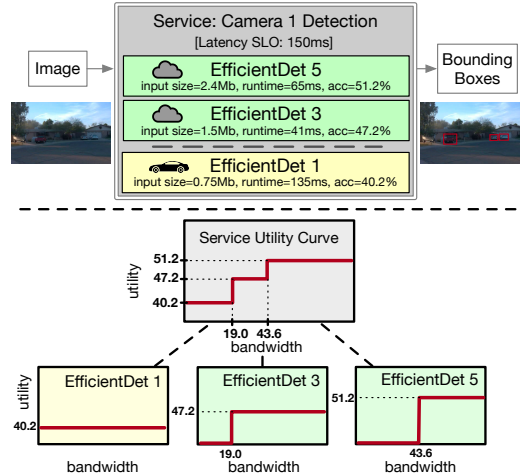 Service: Camera 1 Detection
[Latency SLO: 150ms]
Image
EfficientDet 5
input size=2.4Mb, runtime=65ms, acc=51.2%
Bounding
Boxes
EfficientDet 3
input size=1.5Mb, runtime=41ms, acc=47.2%
EfficientDet 1
input size=0.75Mb, runtime=135ms, acc=40.2%
Service Utility Curve
utility
51.2
47.2
40.2
19.0 43.6
bandwidth
EfficientDet 1
utility
40.2
bandwidth
EfficientDet 3
47.2
19.0
bandwidth
EfficientDet 5
51.2
43.6
bandwidth